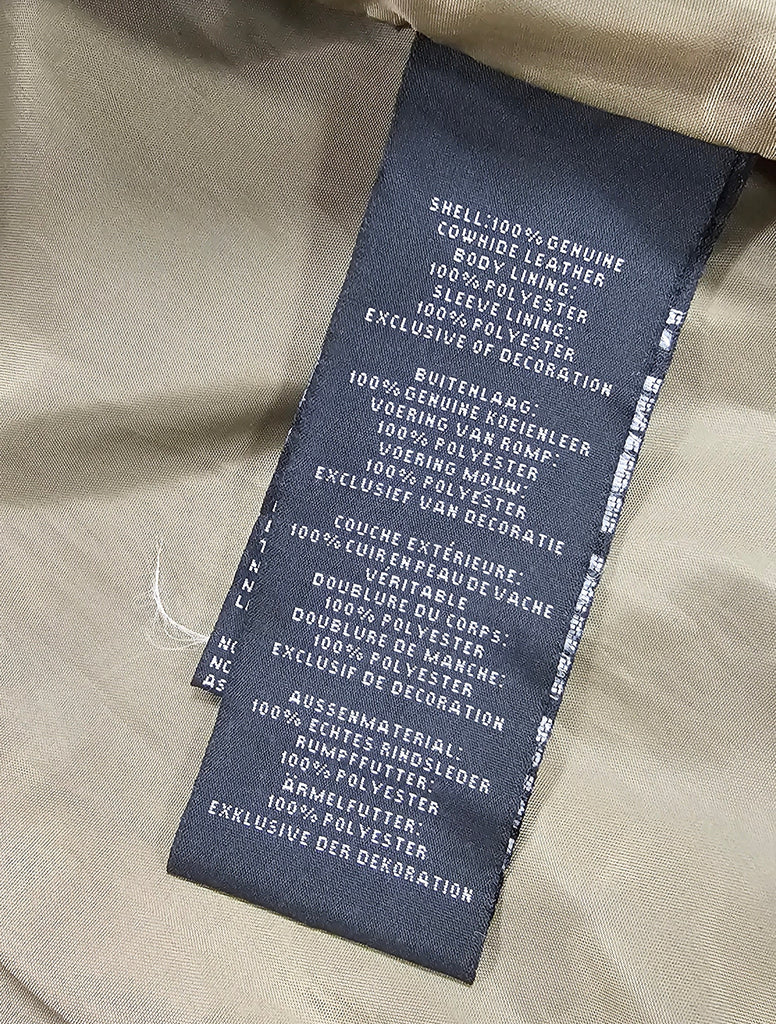 SHELL:100% GENUINE
COWHIDE LEATHER
BODY LINING:
100% POLYESTER
SLEEVE LINING:
100% POLYESTER
EXCLUSIVE OF DECORATION
BUITENLAAG:
100% GENUINE KOEIENLEER
VOERING VAN ROMP:
100% POLYESTER
VOERING MOUW:
100% POLYESTER
EXCLUSIEF VAN DECORATIE
COUCHE EXTÉRIEURE:
100% CUIR EN PEAU DE VACHE
VÉRITABLE
DOUBLURE DU CORPS:
100% POLYESTER
DOUBLURE DE MANCHE:
100% POLYESTER
EXCLUSIF DE DECORATION
AUSSENMATERIAL:
100% ECHTES RINDSLEDER
RUMPFFUTTER:
100% POLYESTER
ÄRMELFUTTER:
100% POLYESTER
EXKLUSIVE DER DEKORATION